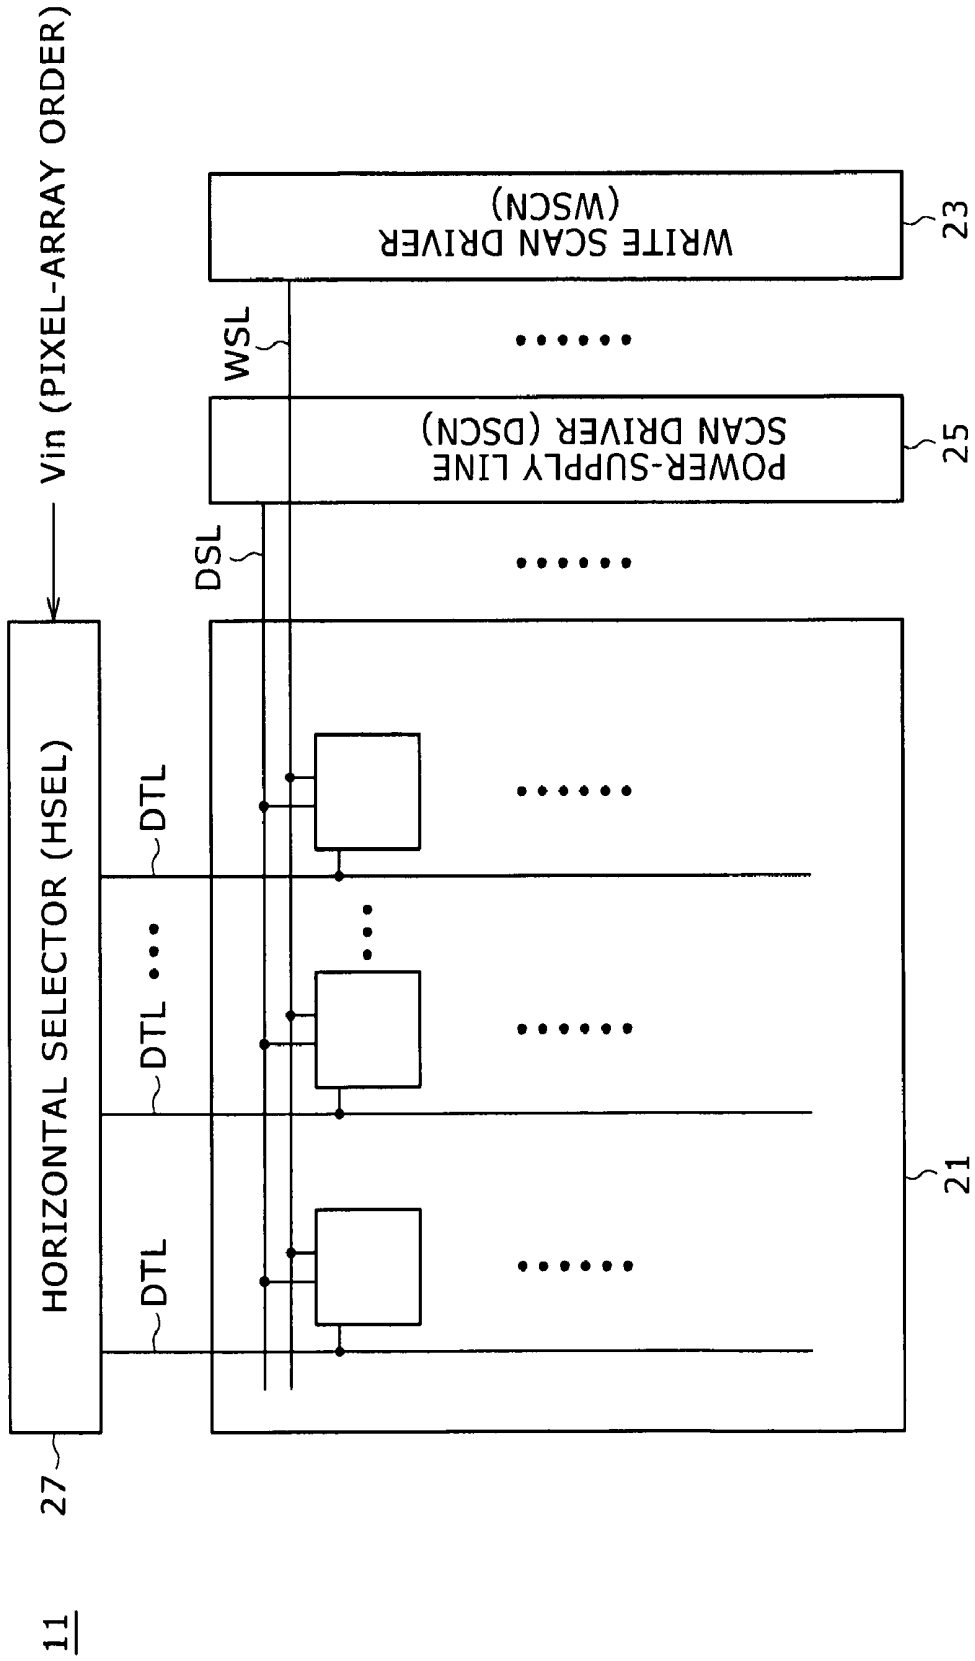 11
27
HORIZONTAL SELECTOR (HSEL)
Vin (PIXEL-ARRAY ORDER)
DTL
DTL
DTL
DSL
WSL
POWER-SUPPLY LINE
SCAN DRIVER (DSCN)
WRITE SCAN DRIVER
(WSCN)
21
25
23